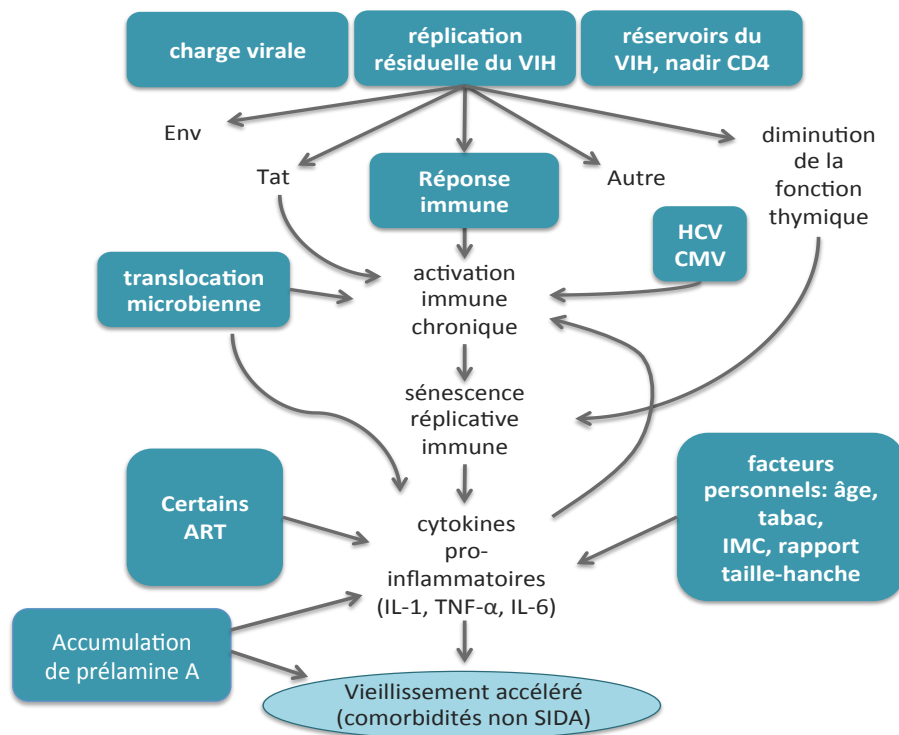 charge virale
réplication
résiduelle du VIH
réservoirs du
VIH, nadir CD4
Env
Tat
Réponse
immune
Autre
diminution
de la
fonction
thymique
HCV
CMV
translocation
microbienne
activation
immune
chronique
sénescence
réplicative
immune
Certains
ART
cytokines
pro-
inflammatoires
(IL-1, TNF-α, IL-6)
facteurs
personnels: âge,
tabac,
IMC, rapport
taille-hanche
Accumulation
de prélamine A
Vieillissement accéléré
(comorbidités non SIDA)